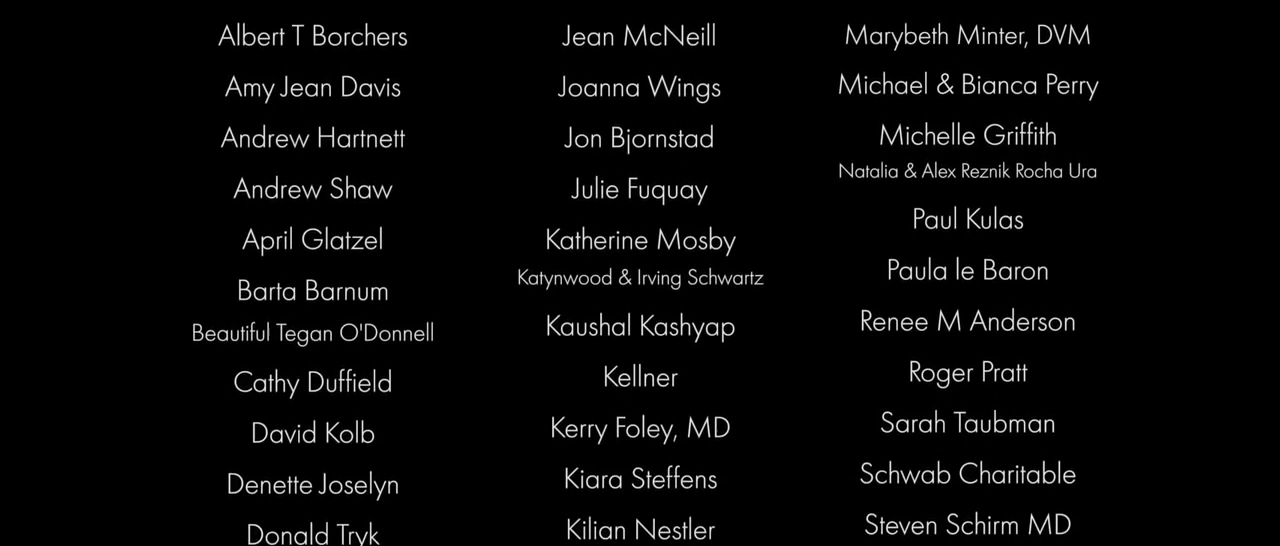 Albert T Borchers
Amy Jean Davis
Andrew Hartnett
Andrew Shaw
April Glatzel
Barta Barnum
Beautiful Tegan O'Donnell
Cathy Duffield
David Kolb
Denette Joselyn
Donald Tryk
Jean McNeill
Joanna Wings
Jon Bjornstad
Julie Fuquay
Katherine Mosby
Katynwood & Irving Schwartz
Kaushal Kashyap
Kellner
Kerry Foley, MD
Kiara Steffens
Kilian Nestler
Marybeth Minter, DVM
Michael & Bianca Perry
Michelle Griffith
Natalia & Alex Reznik Rocha Ura
Paul Kulas
Paula le Baron
Renee M Anderson
Roger Pratt
Sarah Taubman
Schwab Charitable
Steven Schirm MD